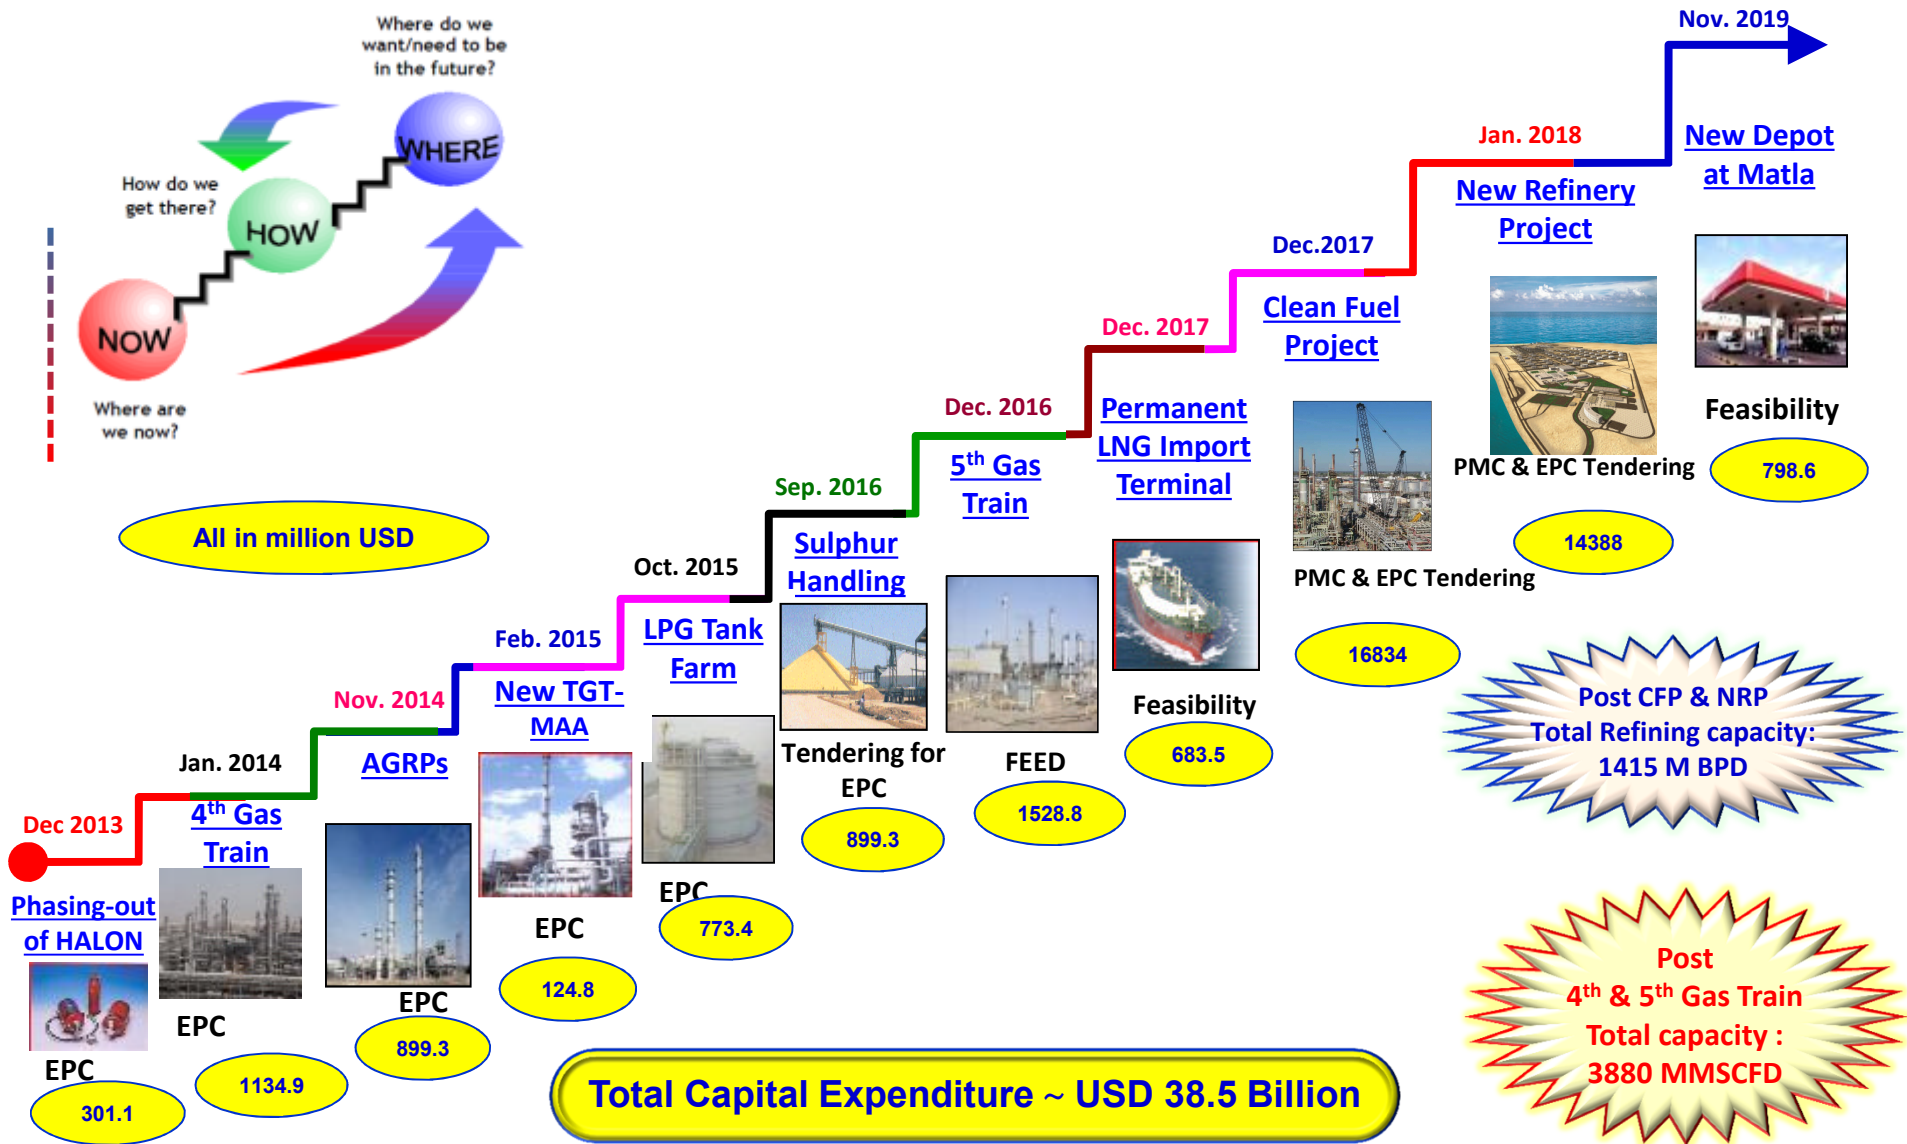 Where do we
want/need to be
in the future?
WHERE
How do we
get there?
HOW
NOW
Where are
we now?
All in million USD
Dec 2013
Phasing-out
of HALON
EPC
301.1
Jan. 2014
4th Gas
Train
EPC
1134.9
Nov. 2014
AGRPs
EPC
899.3
Feb. 2015
New TGT-
MAA
EPC
124.8
Oct. 2015
LPG Tank
Farm
EPC
773.4
Sep. 2016
Sulphur
Handling
Tendering for
EPC
899.3
Dec. 2016
5th Gas
Train
FEED
1528.8
Dec. 2017
Permanent
LNG Import
Terminal
Feasibility
683.5
Dec.2017
Clean Fuel
Project
PMC & EPC Tendering
16834
Jan. 2018
New Refinery
Project
PMC & EPC Tendering
14388
Nov. 2019
New Depot
at Matla
Feasibility
798.6
Post CFP & NRP
Total Refining capacity:
1415 M BPD
Post
4th & 5th Gas Train
Total capacity :
3880 MMSCFD
Total Capital Expenditure ~ USD 38.5 Billion